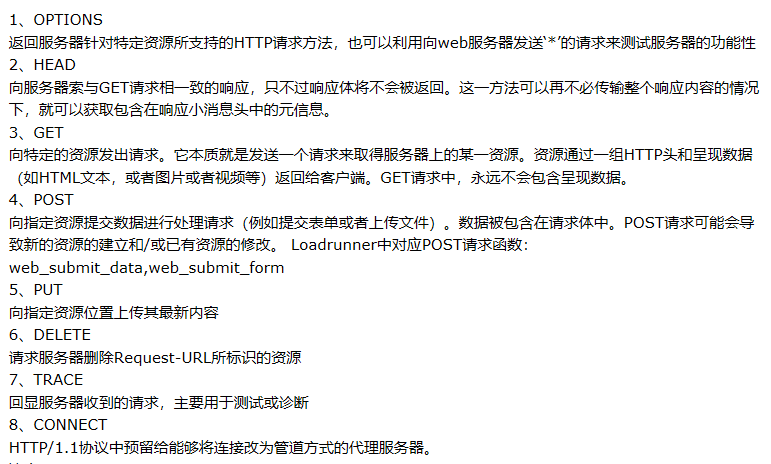 1、OPTIONS
返回服务器针对特定资源所支持的HTTP请求方法，也可以利用向web服务器发送‘*’的请求来测试服务器的功能性
2、HEAD
向服务器索与GET请求相一致的响应，只不过响应体将不会被返回。这一方法可以再不必传输整个响应内容的情况
下，就可以获取包含在响应小消息头中的元信息。
3、GET
向特定的资源发出请求。它本质就是发送一个请求来取得服务器上的某一资源。资源通过一组HTTP头和呈现数据
（如HTML文本，或者图片或者视频等）返回给客户端。GET请求中，永远不会包含呈现数据。
4、POST
向指定资源提交数据进行处理请求（例如提交表单或者上传文件）。数据被包含在请求体中。POST请求可能会导
致新的资源的建立和/或已有资源的修改。 Loadrunner中对应POST请求函数：
web_submit_data,web_submit_form
5、PUT
向指定资源位置上传其最新内容
6、DELETE
请求服务器删除Request-URL所标识的资源
7、TRACE
回显服务器收到的请求，主要用于测试或诊断
8、CONNECT
HTTP/1.1协议中预留给能够将连接改为管道方式的代理服务器。